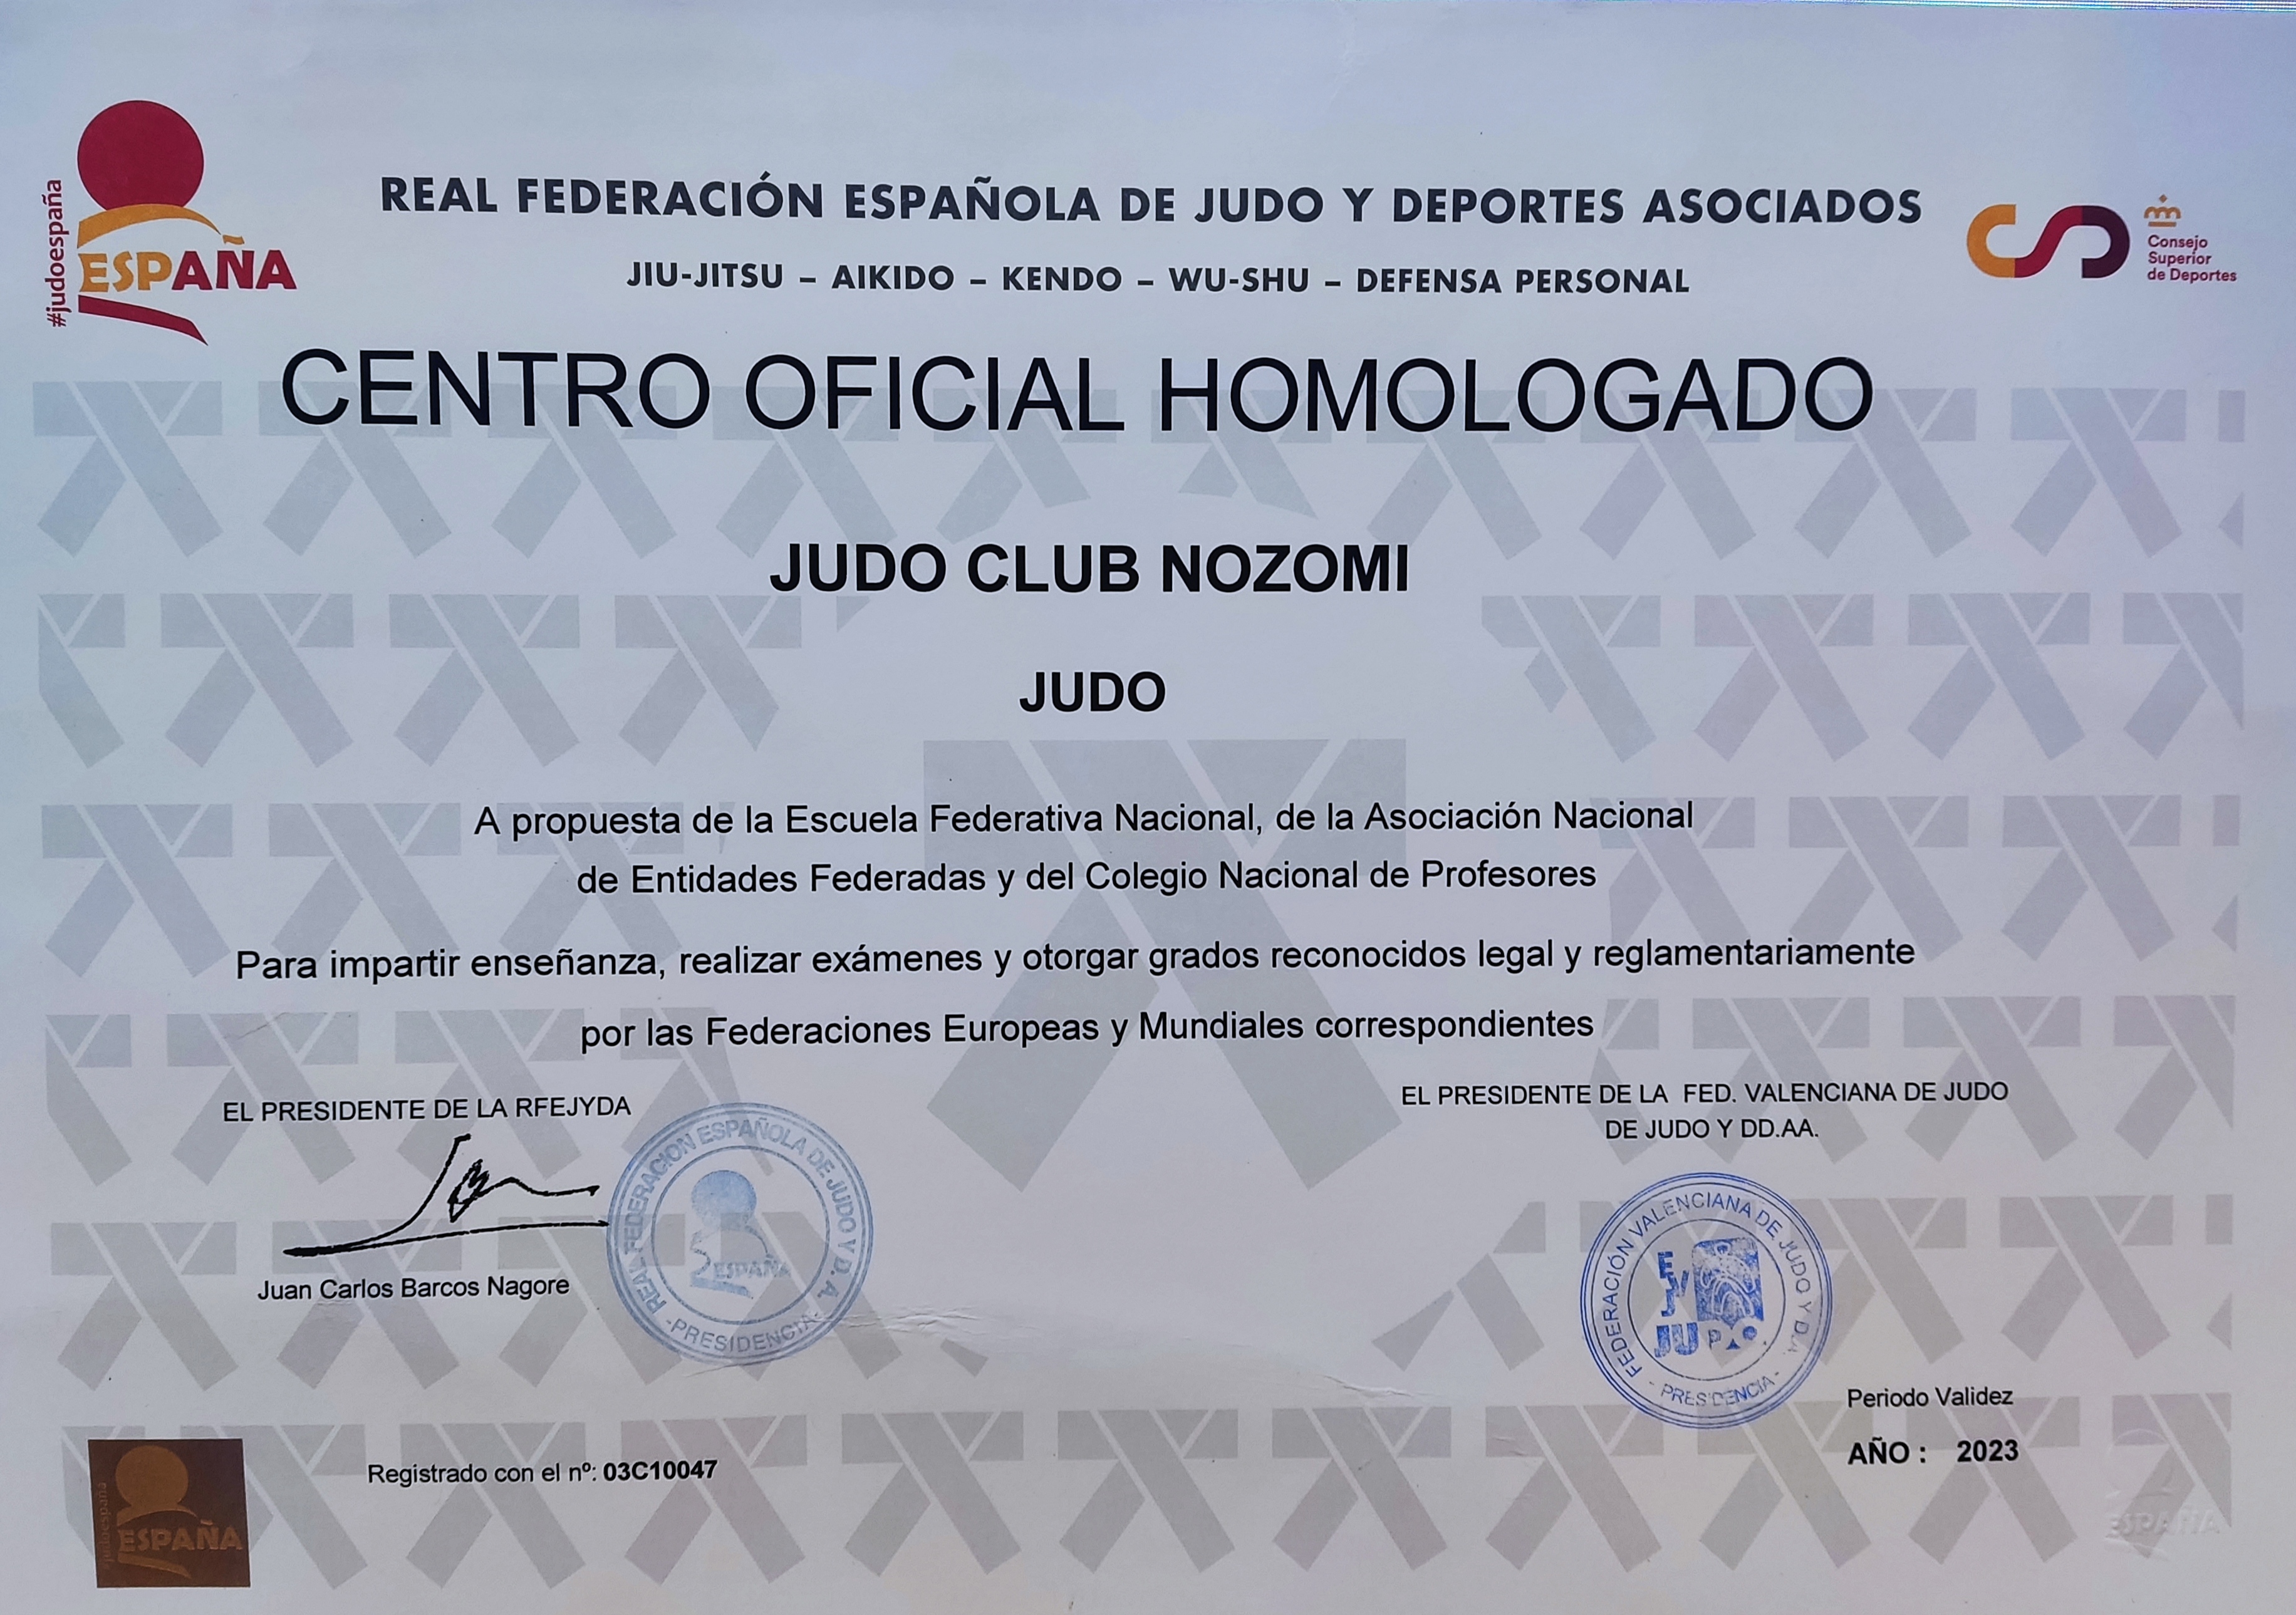 #judoespaña
ESPAÑA
REAL FEDERACIÓN ESPAÑOLA DE JUDO Y DEPORTES ASOCIADOS
JIU-JITSU – AIKIDO – KENDO – WU-SHU – DEFENSA PERSONAL
Consejo
Superior
de Deportes
CENTRO OFICIAL HOMOLOGADO
JUDO CLUB NOZOMI
JUDO
A propuesta de la Escuela Federativa Nacional, de la Asociación Nacional
de Entidades Federadas y del Colegio Nacional de Profesores
Para impartir enseñanza, realizar exámenes y otorgar grados reconocidos legal y reglamentariamente
por las Federaciones Europeas y Mundiales correspondientes
EL PRESIDENTE DE LA RFEJYDA
Juan Carlos Barcos Nagore
REAL FEDERACION ESPAÑOLA DE JUDO Y D. A.
ESPAÑA
-PRESIDENCIA-
EL PRESIDENTE DE LA FED. VALENCIANA DE JUDO
DE JUDO Y DD.AA.
FEDERACIÓN VALENCIANA DE JUDO Y D.A.
- PRESIDENCIA -
Periodo Validez
AÑO : 2023
Registrado con el nº: 03C10047
judoespaña
ESPAÑA
ESPAÑA